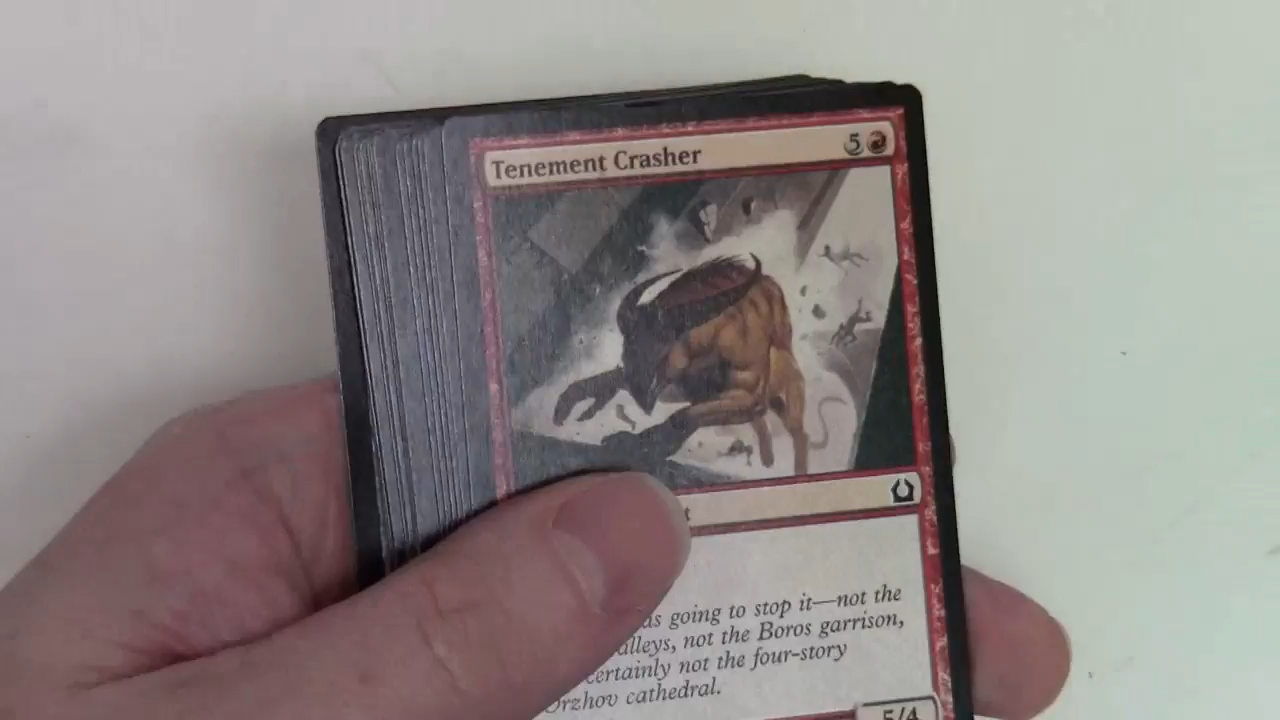 Tenement Crasher 5
going to stop it—not the
alleys, not the Boros garrison,
certainly not the four-story
Orzhov cathedral.
5/4